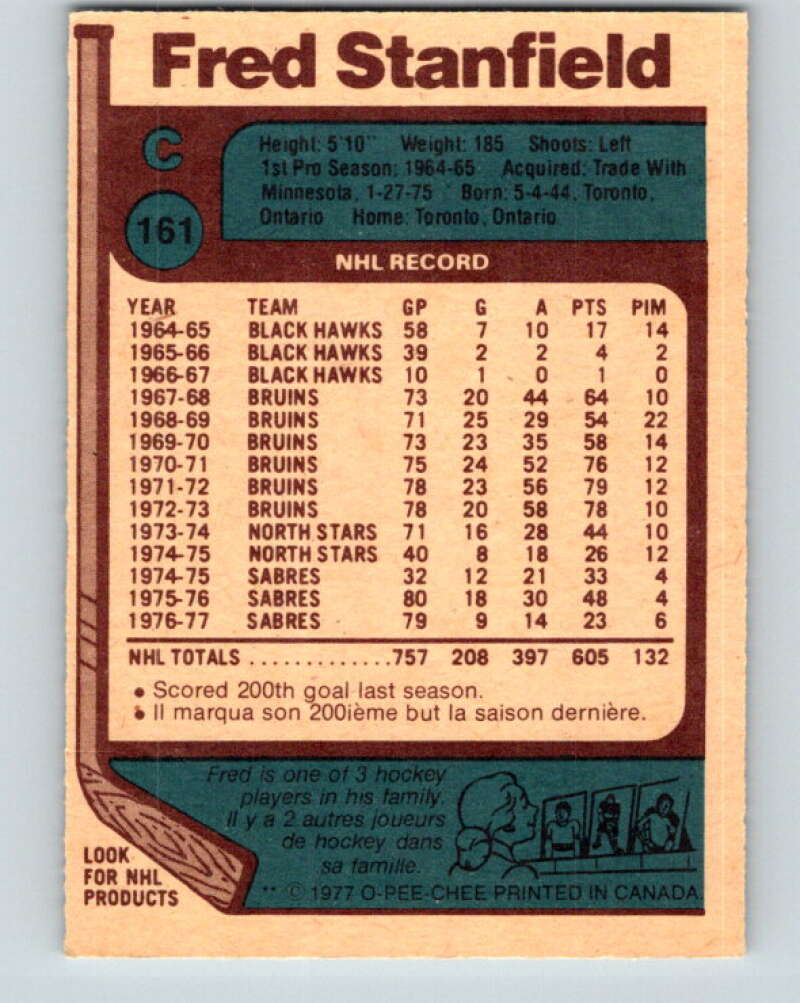 Fred Stanfield
C
161
Height: 5'10" Weight: 185 Shoots: Left
1st Pro Season: 1964-65 Acquired: Trade With
Minnesota, 1-27-75 Born: 5-4-44, Toronto,
Ontario Home: Toronto, Ontario
NHL RECORD
YEAR TEAM GP G A PTS PIM
1964-65 BLACK HAWKS 58 7 10 17 14
1965-66 BLACK HAWKS 39 2 2 4 2
1966-67 BLACK HAWKS 10 1 0 1 0
1967-68 BRUINS 73 20 44 64 10
1968-69 BRUINS 71 25 29 54 22
1969-70 BRUINS 73 23 35 58 14
1970-71 BRUINS 75 24 52 76 12
1971-72 BRUINS 78 23 56 79 12
1972-73 BRUINS 78 20 58 78 10
1973-74 NORTH STARS 71 16 28 44 10
1974-75 NORTH STARS 40 8 18 26 12
1974-75 SABRES 32 12 21 33 4
1975-76 SABRES 80 18 30 48 4
1976-77 SABRES 79 9 14 23 6
NHL TOTALS .............757 208 397 605 132
• Scored 200th goal last season.
• Il marqua son 200ième but la saison dernière.
Fred is one of 3 hockey
players in his family.
Il y a 2 autres joueurs
de hockey dans
sa famille.
LOOK
FOR NHL
PRODUCTS
** © 1977 O-PEE-CHEE PRINTED IN CANADA.